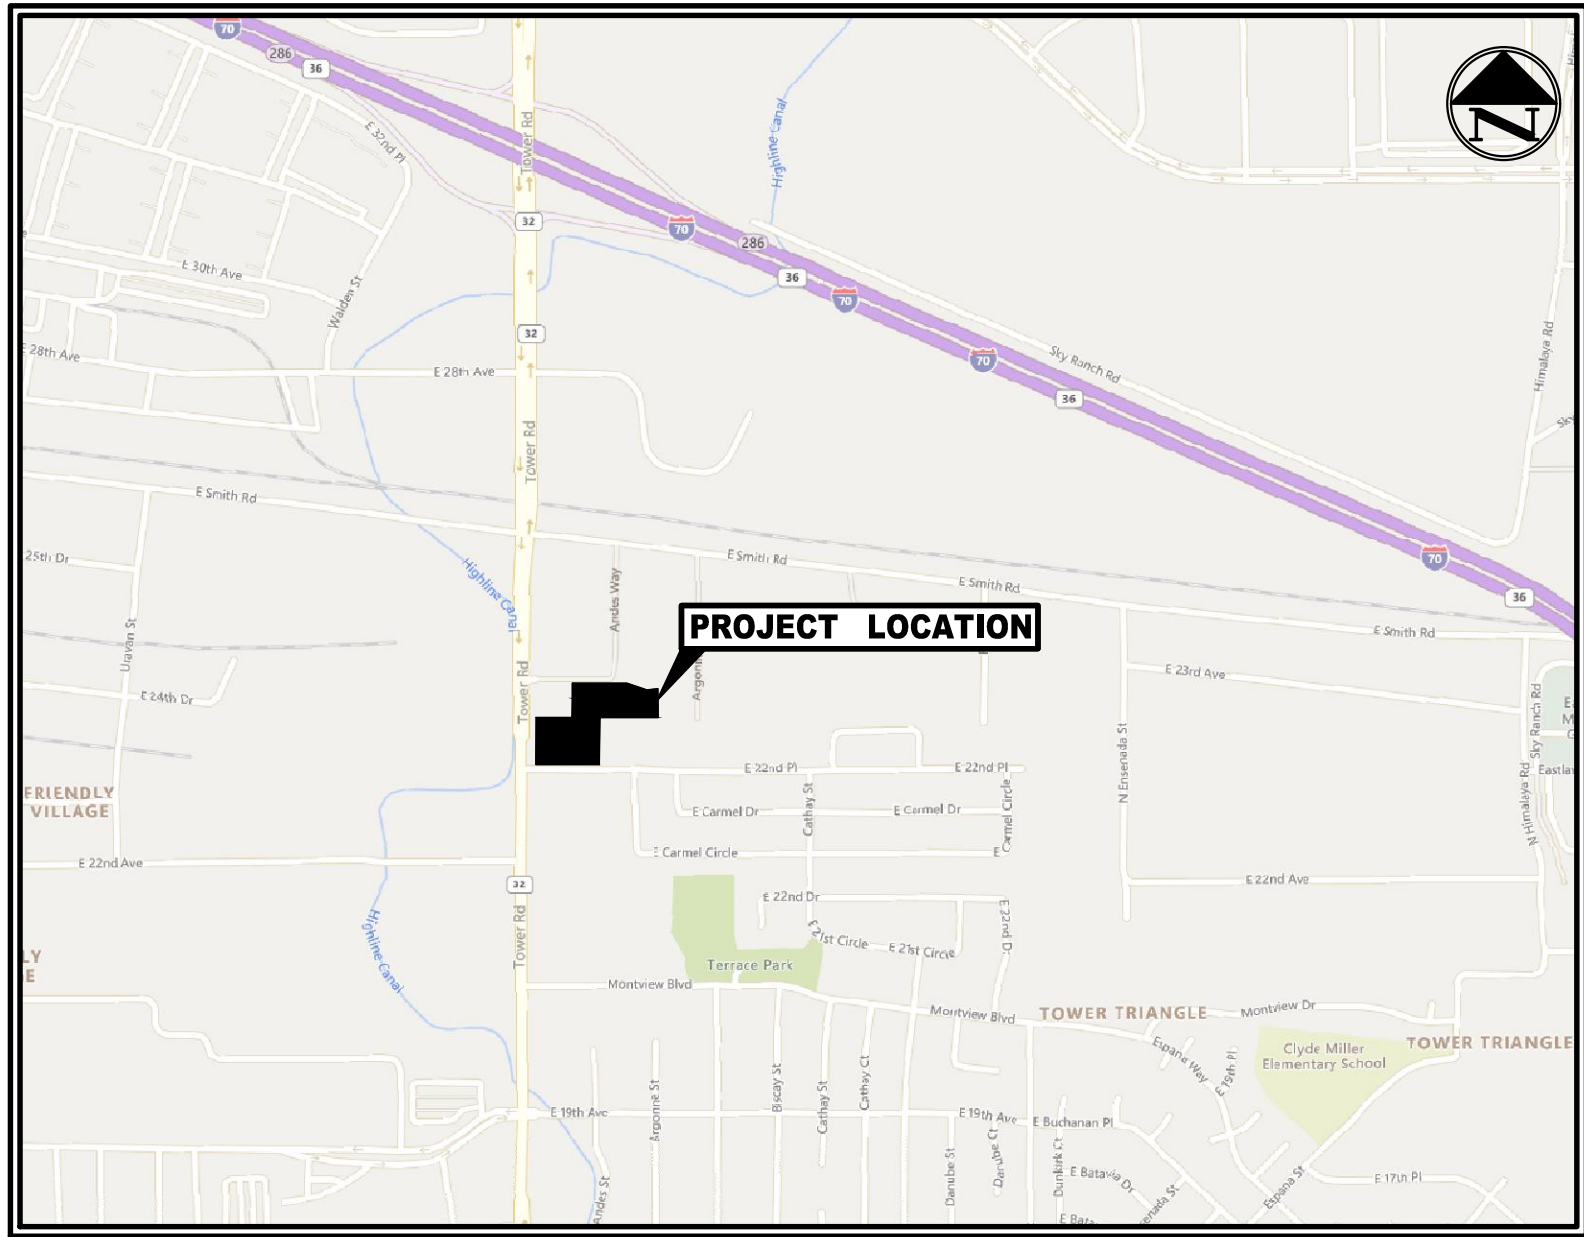 70
286
36
E 32nd Pl
Tower Rd
Highline Canal
N
32
70
286
36
E 30th Ave
Walden St
70
32
E 28th Ave
E 28th Ave
Sky Ranch Rd
Himalaya Rd
70
36
Tower Rd
E Smith Rd
25th Dr
Highline Canal
E Smith Rd
E Smith Rd
70
36
E Smith Rd
Andes Way
Uravan St
PROJECT LOCATION
E 24th Dr
Tower Rd
E 23rd Ave
Sky Ranch Rd
N Ensenada St
N Himalaya Rd
E 22nd Pl
E 22nd Pl
FRIENDLY
VILLAGE
E Carmel Dr
Cathay St
E Carmel Dr
Carmel Circle
E Carmel Circle
E 22nd Ave
32
E 22nd Ave
E 22nd Dr
E 22nd Dr
Tower Rd
Highline Canal
E 21st Circle
E 21st Circle
Terrace Park
Montview Blvd
Montview Blvd
TOWER TRIANGLE
Montview Dr
Clyde Miller
Elementary School
TOWER TRIANGLE
Espana Way
E 19th Pl
Argonne St
Biscay St
Cathay St
Cathay Ct
E 19th Ave
E 19th Ave
E Buchanan Pl
Danube St
Danube Ct
Dunkirk Ct
E Batavia Dr
Espana St
E 17th Pl
Andes St